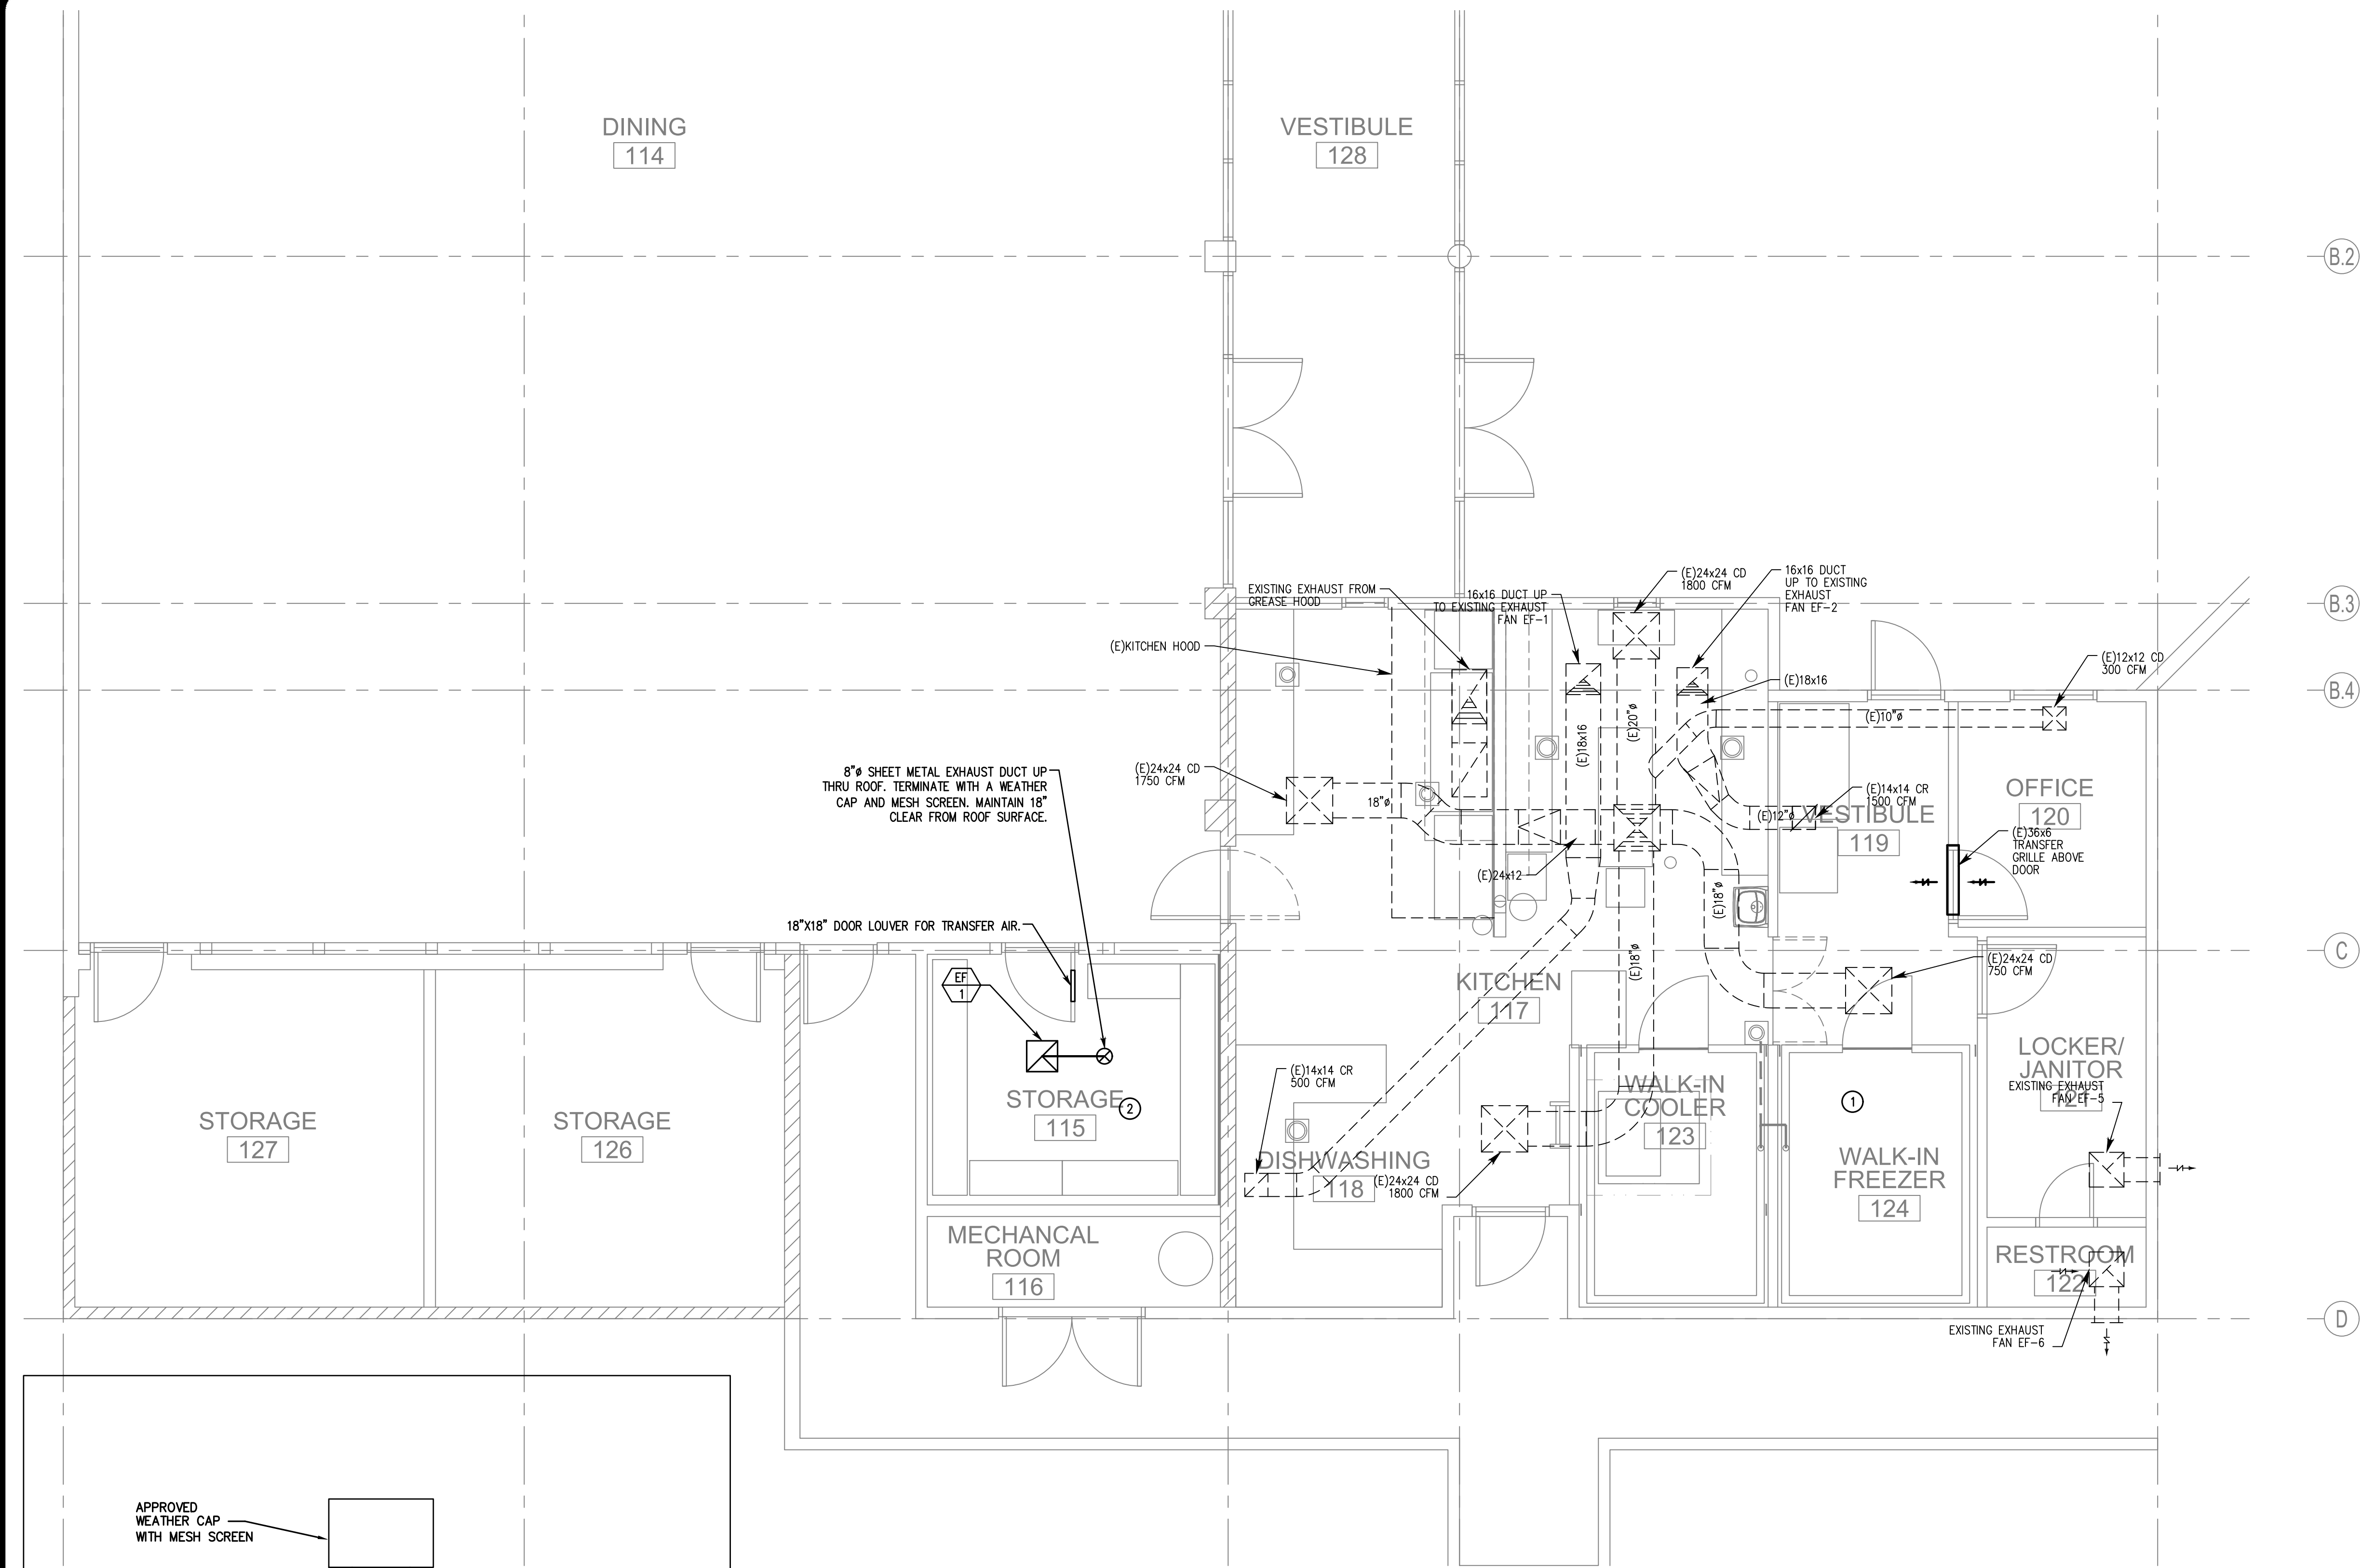 DINING
114
VESTIBULE
128
B.2
(E)24x24 CD
1800 CFM
16x16 DUCT
UP TO EXISTING
EXHAUST
FAN EF-2
EXISTING EXHAUST FROM
GREASE HOOD
16x16 DUCT UP
TO EXISTING EXHAUST
FAN EF-1
B.3
(E)KITCHEN HOOD
(E)12x12 CD
300 CFM
(E)18x16
B.4
(E)10"ø
(E)20"ø
(E)18x16
8"ø SHEET METAL EXHAUST DUCT UP
THRU ROOF. TERMINATE WITH A WEATHER
CAP AND MESH SCREEN. MAINTAIN 18"
CLEAR FROM ROOF SURFACE.
(E)24x24 CD
1750 CFM
18"ø
(E)14x14 CR
1500 CFM
(E)12"ø
VESTIBULE
119
OFFICE
120
(E)36x6
TRANSFER
GRILLE ABOVE
DOOR
(E)24x12
(E)18"ø
18"X18" DOOR LOUVER FOR TRANSFER AIR.
C
(E)18"ø
(E)24x24 CD
750 CFM
EF
1
KITCHEN
117
LOCKER/
JANITOR
121
EXISTING EXHAUST
FAN EF-5
(E)14x14 CR
500 CFM
WALK-IN
COOLER
123
1
STORAGE
127
STORAGE
126
STORAGE
115
2
DISHWASHING
118
(E)24x24 CD
1800 CFM
WALK-IN
FREEZER
124
MECHANCAL
ROOM
116
RESTROOM
122
D
EXISTING EXHAUST
FAN EF-6
APPROVED
WEATHER CAP
WITH MESH SCREEN